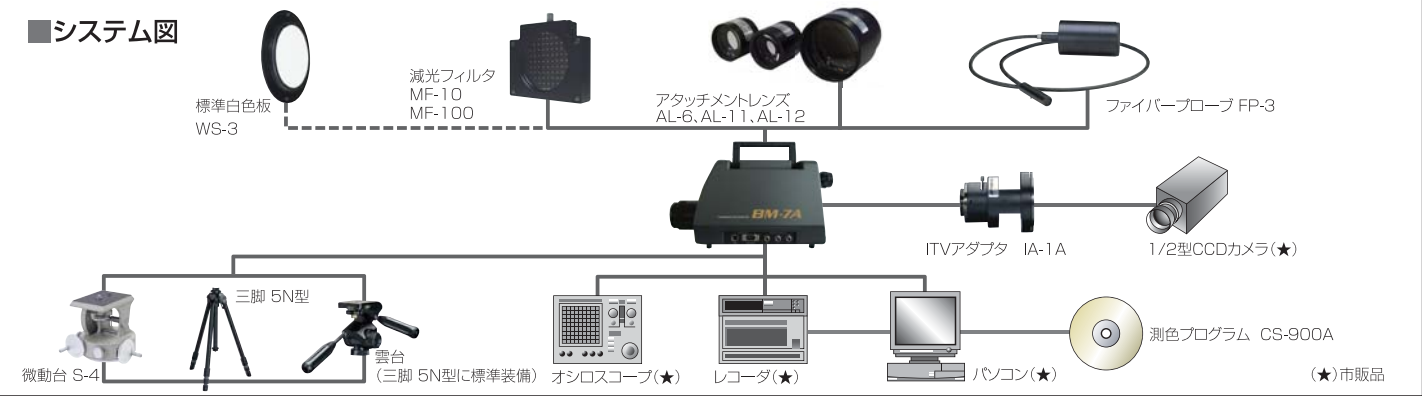 ■システム図
標準白色板
WS-3
減光フィルタ
MF-10
MF-100
アタッチメントレンズ
AL-6、AL-11、AL-12
ファイバープローブ FP-3
BM-7A
ITVアダプタ IA-1A
1/2型CCDカメラ(★)
微動台 S-4
三脚 5N型
雲台
(三脚 5N型に標準装備)
オシロスコープ(★)
レコーダ(★)
パソコン(★)
測色プログラム CS-900A
(★)市販品